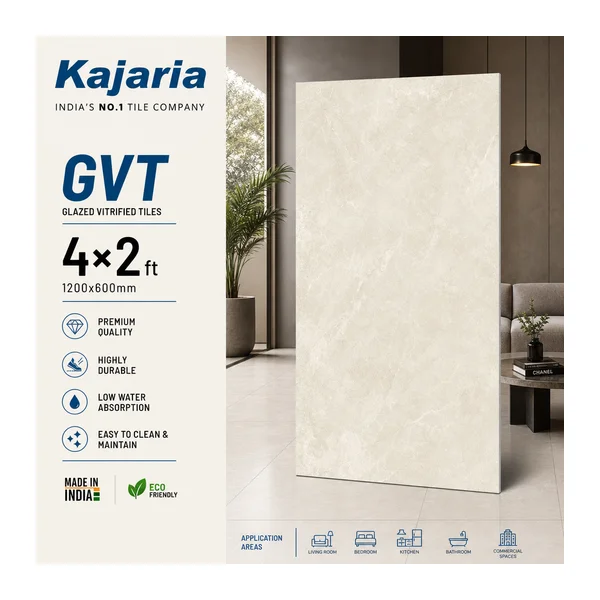 Kajaria
INDIA'S NO.1 TILE COMPANY
GVT
GLAZED VITRIFIED TILES
4×2 ft
1200x600mm
PREMIUM
QUALITY
HIGHLY
DURABLE
LOW WATER
ABSORPTION
EASY TO CLEAN &
MAINTAIN
MADE IN
INDIA
ECO
FRIENDLY
CHANEL
APPLICATION
AREAS
LIVING ROOM
BEDROOM
KITCHEN
BATHROOM
COMMERCIAL
SPACES